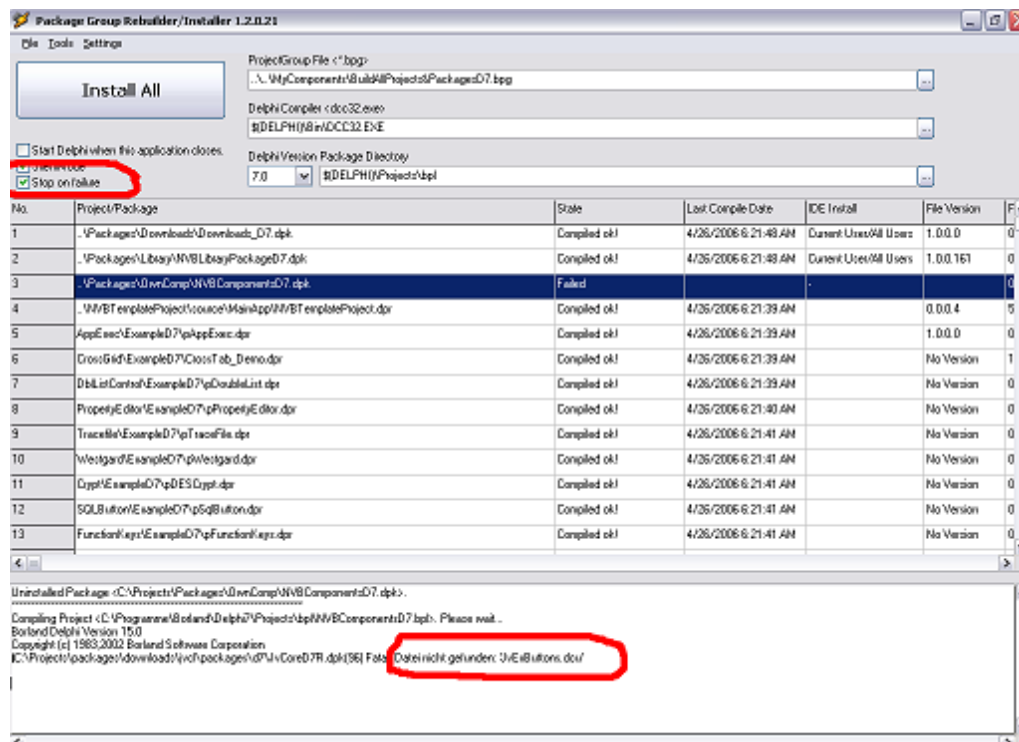 Package Group Rebuilder/Installer 1.2.0.21
File Tools Settings
ProjectGroup File <*.bpg>
Install All
..\..\MyComponents\BuildAllProjects\PackagesD7.bpg ...
Delphi Compiler <dcc32.exe>
$(DELPHI)\Bin\DCC32.EXE ...
Start Delphi when this application closes.
Delphi Version Package Directory
Stop on failure
7.0 $(DELPHI)\Projects\bpl ...
No. Project/Package State Last Compile Date IDE Install File Version
1 ..\Packages\Downloads\Downloads_D7.dpk Compiled ok! 4/26/2006 6:21:48 AM Current User/All Users 1.0.0.0 0
2 ..\Packages\Library\NVBLibraryPackageD7.dpk Compiled ok! 4/26/2006 6:21:48 AM Current User/All Users 1.0.0.161 0
3 ..\Packages\OwnComp\NVBComponentsD7.dpk Failed - 0
4 ..\NVBTemplateProject\source\MainApp\NVBTemplateProject.dpr Compiled ok! 4/26/2006 6:21:39 AM 0.0.0.4 5
5 AppExec\ExampleD7\pAppExec.dpr Compiled ok! 4/26/2006 6:21:39 AM 1.0.0.0 0
6 CrossGrid\ExampleD7\CrossTab_Demo.dpr Compiled ok! 4/26/2006 6:21:39 AM No Version 1
7 DblListControl\ExampleD7\pDoubleList.dpr Compiled ok! 4/26/2006 6:21:39 AM No Version 0
8 PropertyEditor\ExampleD7\pPropertyEditor.dpr Compiled ok! 4/26/2006 6:21:40 AM No Version 0
9 Tracefile\ExampleD7\pTraceFile.dpr Compiled ok! 4/26/2006 6:21:41 AM No Version 0
10 Westgard\ExampleD7\pWestgard.dpr Compiled ok! 4/26/2006 6:21:41 AM No Version 0
11 Crypt\ExampleD7\pDESCrypt.dpr Compiled ok! 4/26/2006 6:21:41 AM No Version 0
12 SQLButton\ExampleD7\pSqlButton.dpr Compiled ok! 4/26/2006 6:21:41 AM No Version 0
13 FunctionKeys\ExampleD7\pFunctionKeys.dpr Compiled ok! 4/26/2006 6:21:41 AM No Version 0
Uninstalled Package <C:\Projects\Packages\OwnComp\NVBComponentsD7.dpk>.
Compiling Project <C:\Programme\Borland\Delphi7\Projects\bpl\NVBComponentsD7.bpl>. Please wait...
Borland Delphi Version 15.0
Copyright (c) 1983,2002 Borland Software Corporation
C:\Projects\packages\downloads\jvcl\packages\d7\JvCoreD7R.dpk(96) Fatal: Datei nicht gefunden: 'JvExButtons.dcu'